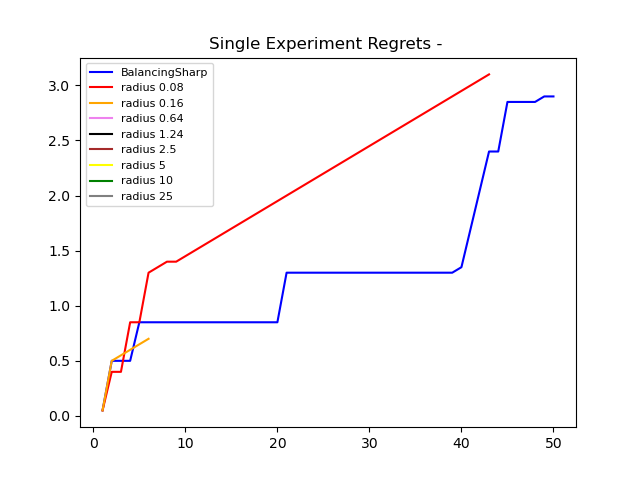 Single Experiment Regrets -
BalancingSharp
radius 0.08
radius 0.16
radius 0.64
radius 1.24
radius 2.5
radius 5
radius 10
radius 25
3.0
2.5
2.0
1.5
1.0
0.5
0.0
0 10 20 30 40 50